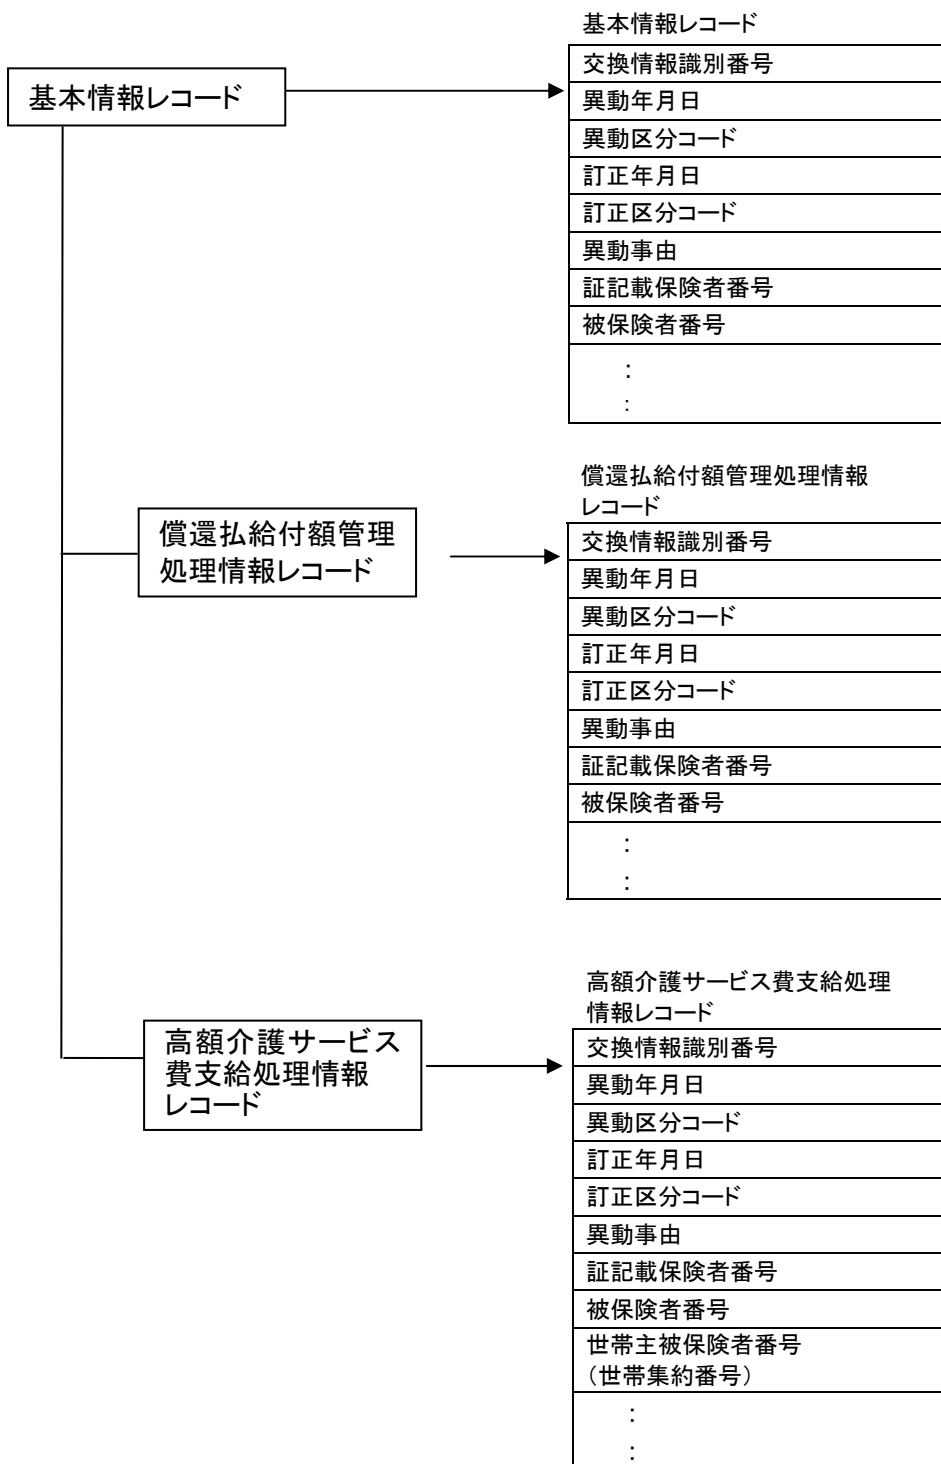 基本情報レコード
基本情報レコード
交換情報識別番号
異動年月日
異動区分コード
訂正年月日
訂正区分コード
異動事由
証記載保険者番号
被保険者番号
:
:
償還払給付額管理
処理情報レコード
償還払給付額管理処理情報
レコード
交換情報識別番号
異動年月日
異動区分コード
訂正年月日
訂正区分コード
異動事由
証記載保険者番号
被保険者番号
:
:
高額介護サービス
費支給処理情報
レコード
高額介護サービス費支給処理
情報レコード
交換情報識別番号
異動年月日
異動区分コード
訂正年月日
訂正区分コード
異動事由
証記載保険者番号
被保険者番号
世帯主被保険者番号
（世帯集約番号）
:
: